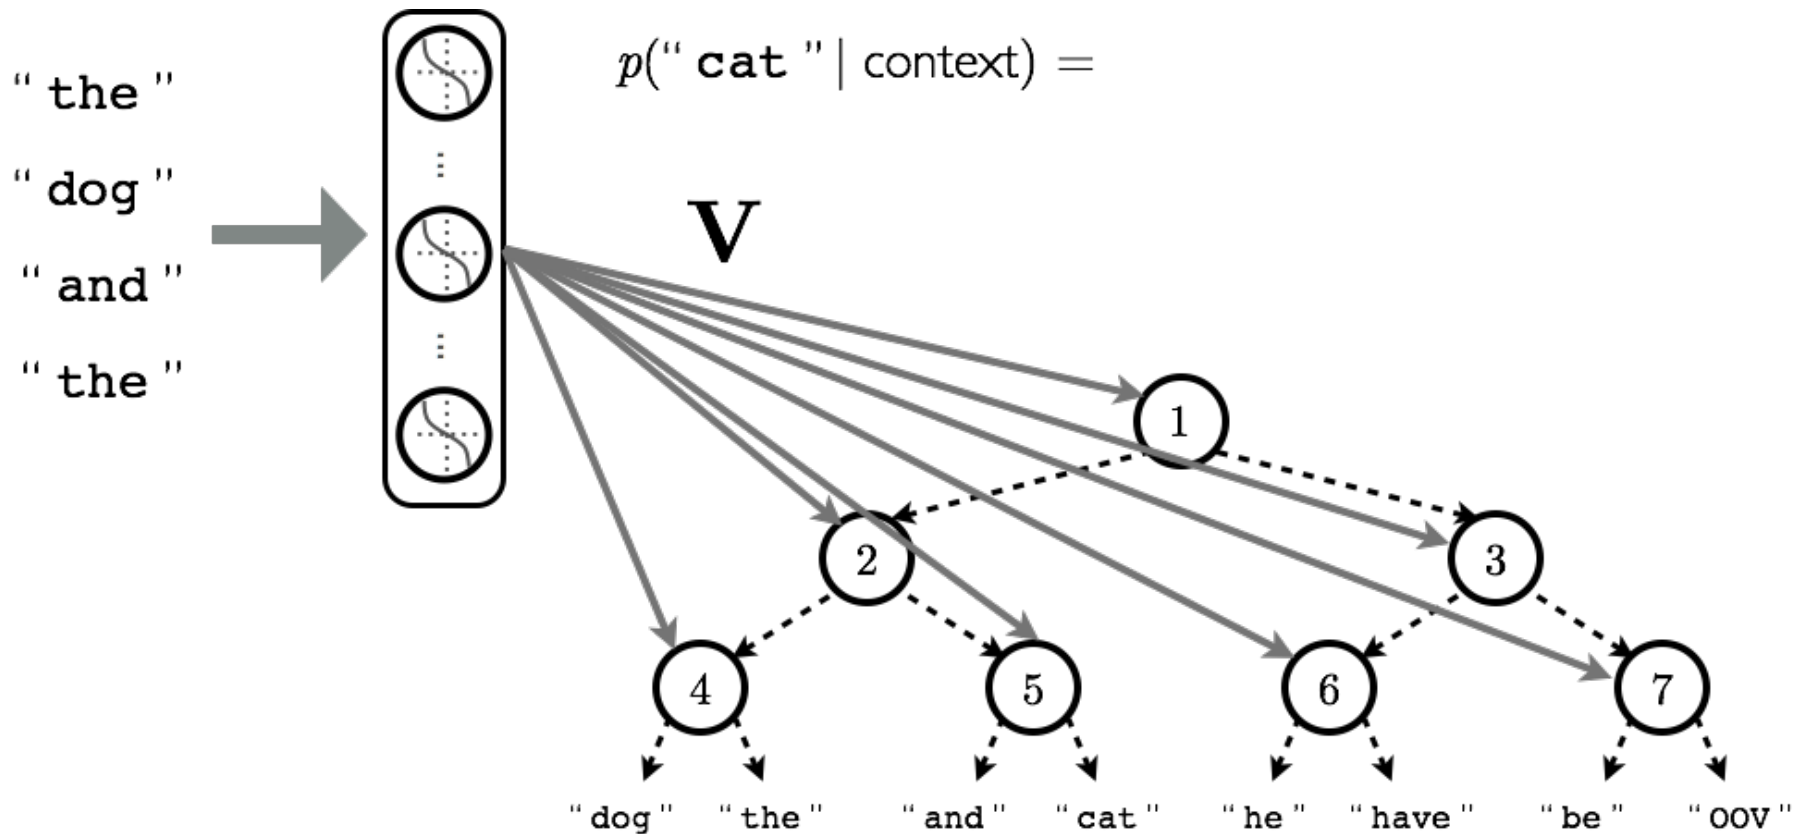 “ the ”
“ dog ”
“ and ”
“ the ”
p(“ cat ” | context) =
V
1
2 3
4 5 6 7
“ dog ” “ the ” “ and ” “ cat ” “ he ” “ have ” “ be ” “ OOV ”